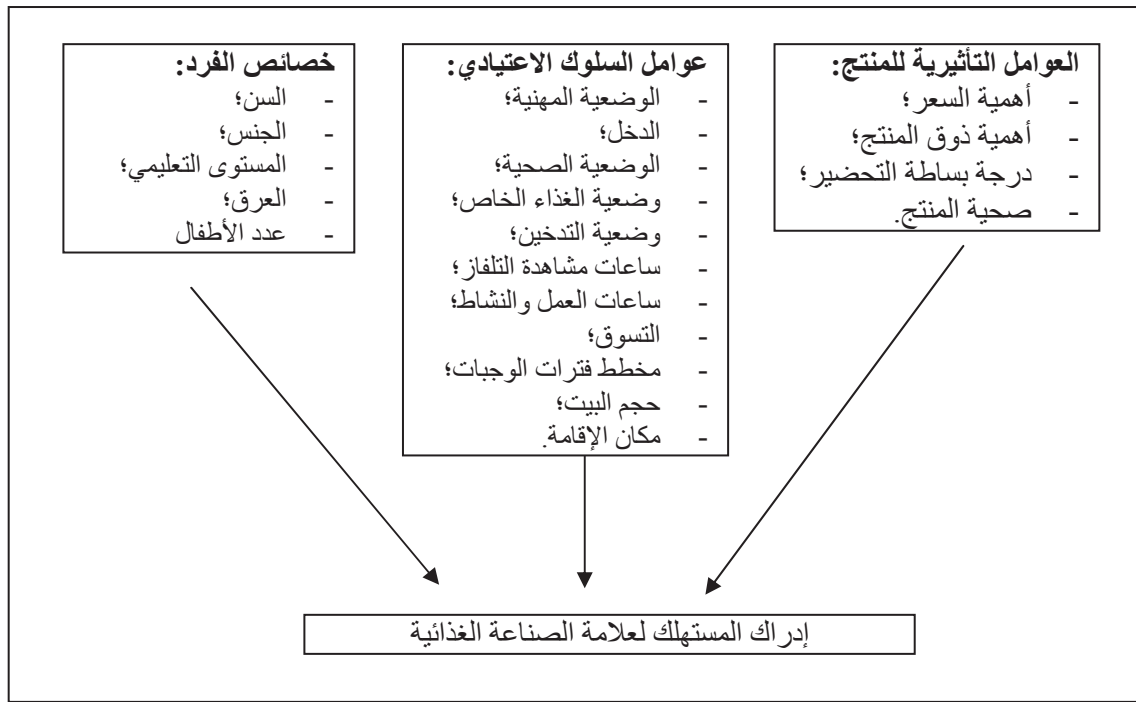 العوامل التأثيرية للمنتج:
- أهمية السعر؛
- أهمية ذوق المنتج؛
- درجة بساطة التحضير؛
- صحية المنتج.
عوامل السلوك الاعتيادي:
- الوضعية المهنية؛
- الدخل؛
- الوضعية الصحية؛
- وضعية الغذاء الخاص؛
- وضعية التدخين؛
- ساعات مشاهدة التلفاز؛
- ساعات العمل والنشاط؛
- التسوق؛
- مخطط فترات الوجبات؛
- حجم البيت؛
- مكان الإقامة.
خصائص الفرد:
- السن؛
- الجنس؛
- المستوى التعليمي؛
- العرق؛
- عدد الأطفال
إدراك المستهلك لعلامة الصناعة الغذائية